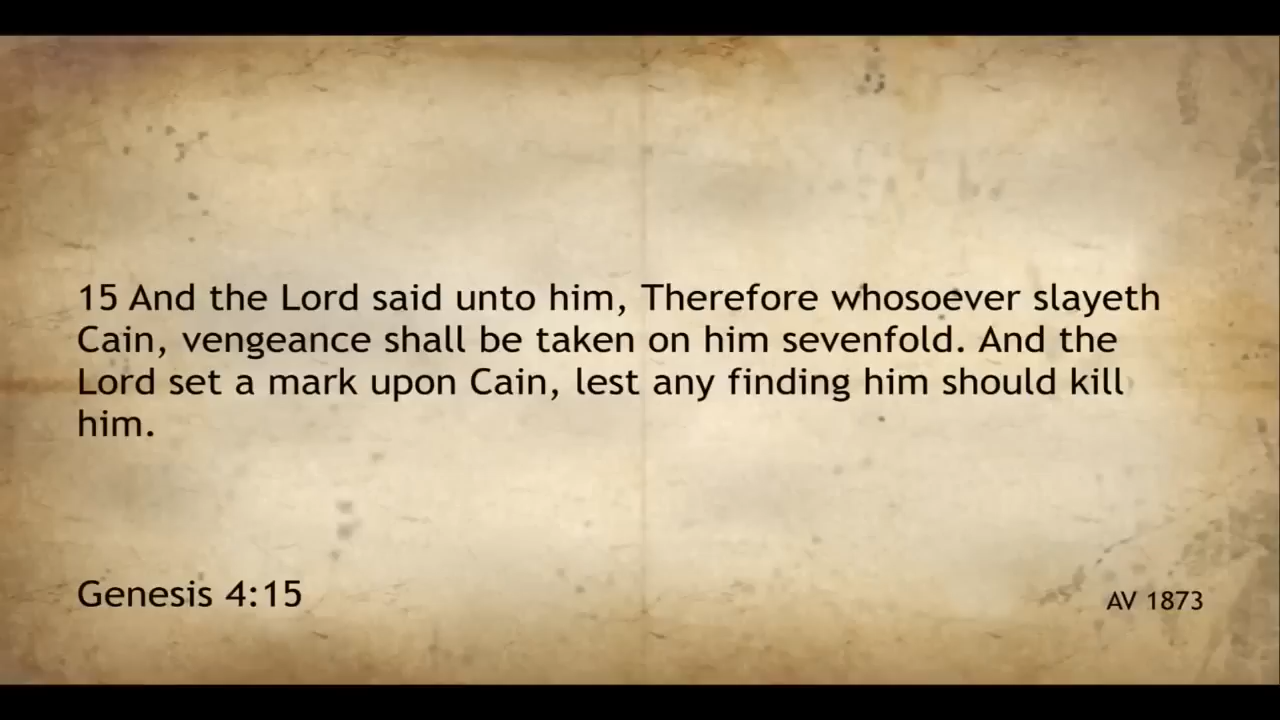 15 And the Lord said unto him, Therefore whosoever slayeth
Cain, vengeance shall be taken on him sevenfold. And the
Lord set a mark upon Cain, lest any finding him should kill
him.
Genesis 4:15
AV 1873